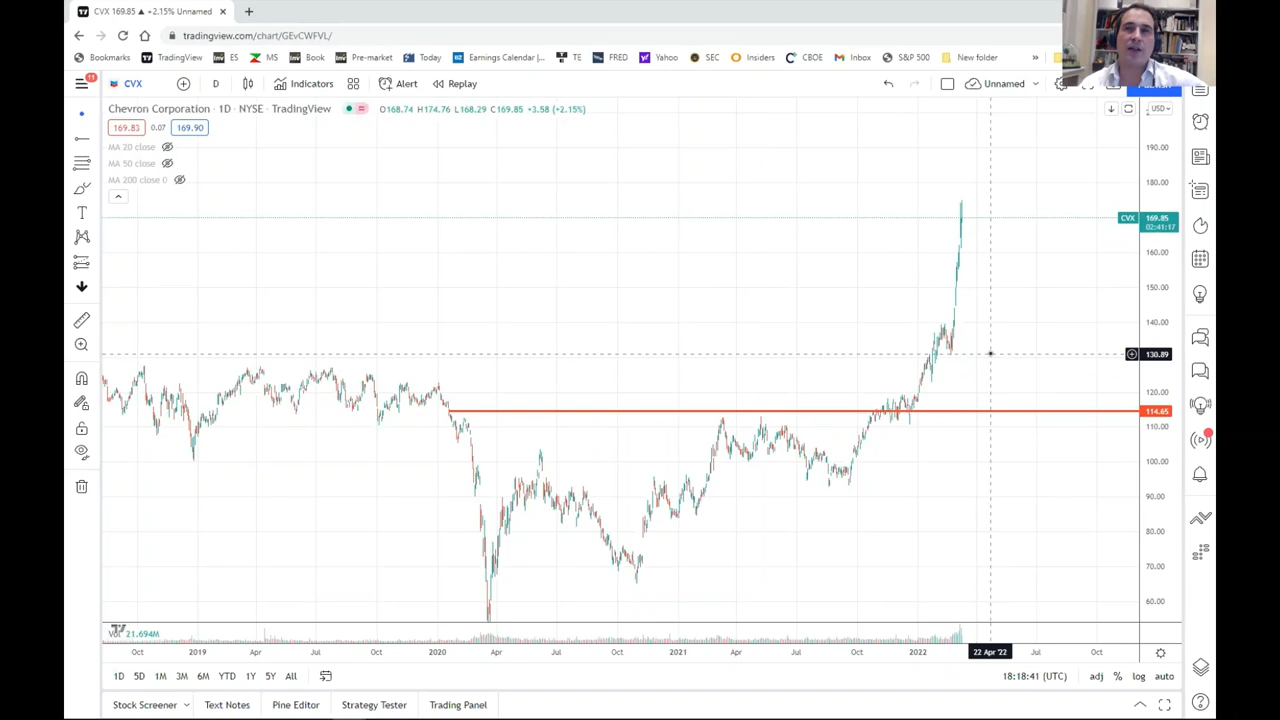 CVX 169.85 ▲ +2.15% Unnamed
tradingview.com/chart/GEvCWFVL/
Bookmarks TradingView ES MS Book Pre-market Today Earnings Calendar TE FRED Yahoo SEC Insiders CBOE Inbox S&P 500 New folder »
11 CVX D Indicators Alert Replay Unnamed
Chevron Corporation · 1D · NYSE · TradingView O168.74 H174.76 L168.29 C169.85 +3.58 (+2.15%) USD
169.83 0.07 169.90
MA 20 close
MA 50 close
MA 200 close 0
190.00
180.00
CVX 169.85
02:41:17
160.00
150.00
140.00
130.89
120.00
114.65
110.00
100.00
90.00
80.00
70.00
60.00
Vol 21.694M
Oct 2019 Apr Jul Oct 2020 Apr Jul Oct 2021 Apr Jul Oct 2022 22 Apr '22 Jul Oct
1D 5D 1M 3M 6M YTD 1Y 5Y All 18:18:41 (UTC) adj % log auto
Stock Screener Text Notes Pine Editor Strategy Tester Trading Panel